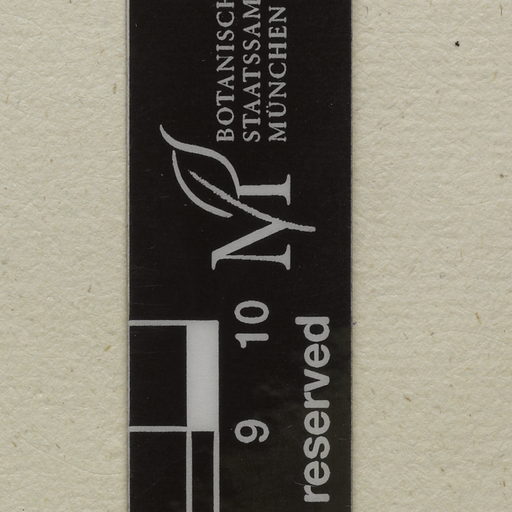 BOTANISCH
STAATSSAM
MÜNCHEN
M
9 10
reserved